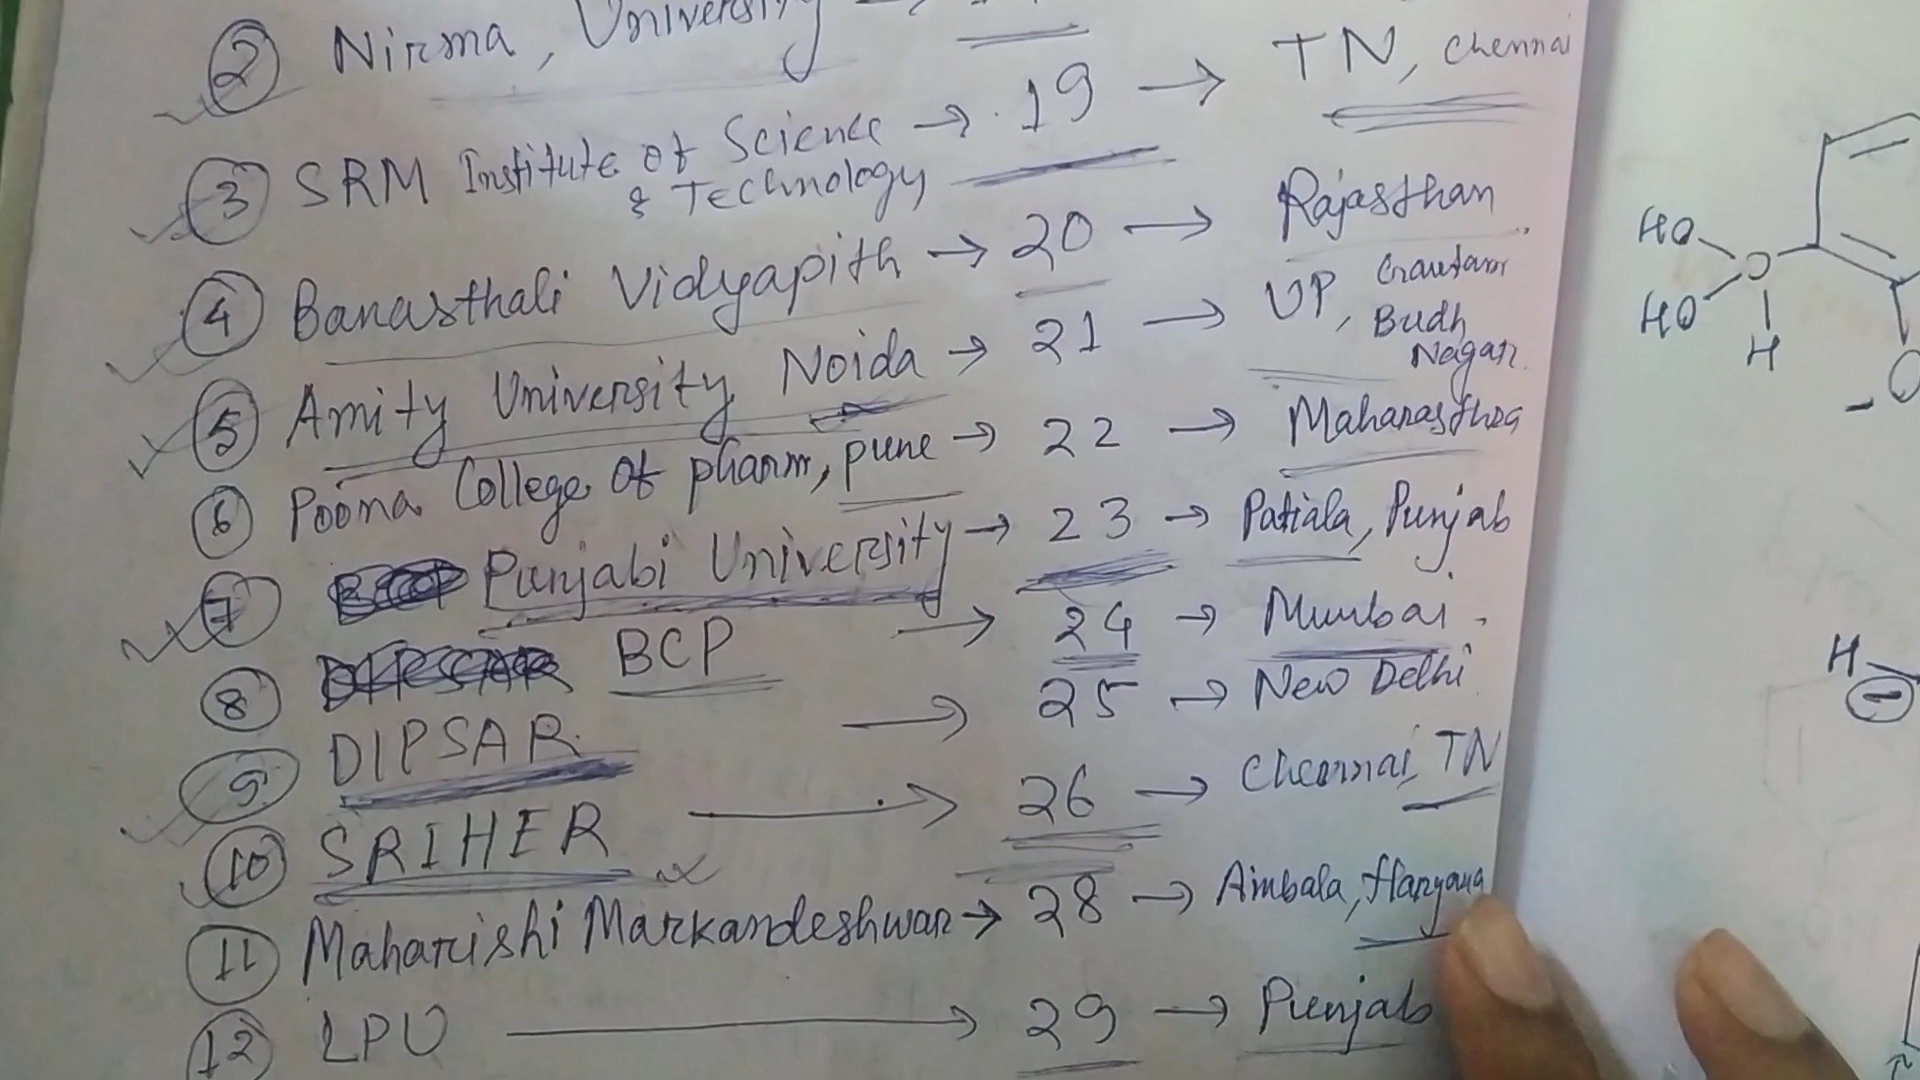 ② Nirma, University →
③ SRM Institute of Science → 19 → TN, Chennai
& Technology
④ Banasthali Vidyapith → 20 → Rajasthan
⑤ Amity University Noida → 21 → UP, Gautam
Budh
Nagar
⑥ Poona College of pharm, pune → 22 → Maharasthra
⑦ Punjabi University → 23 → Patiala, Punjab
⑧ BCP → 24 → Mumbai
⑨ DIPSAR → 25 → New Delhi
⑩ SRIHER → 26 → Chennai, TN
⑪ Maharishi Markandeshwar → 28 → Ambala, Haryana
⑫ LPU → 29 → Punjab
HO
HO
H
O
H